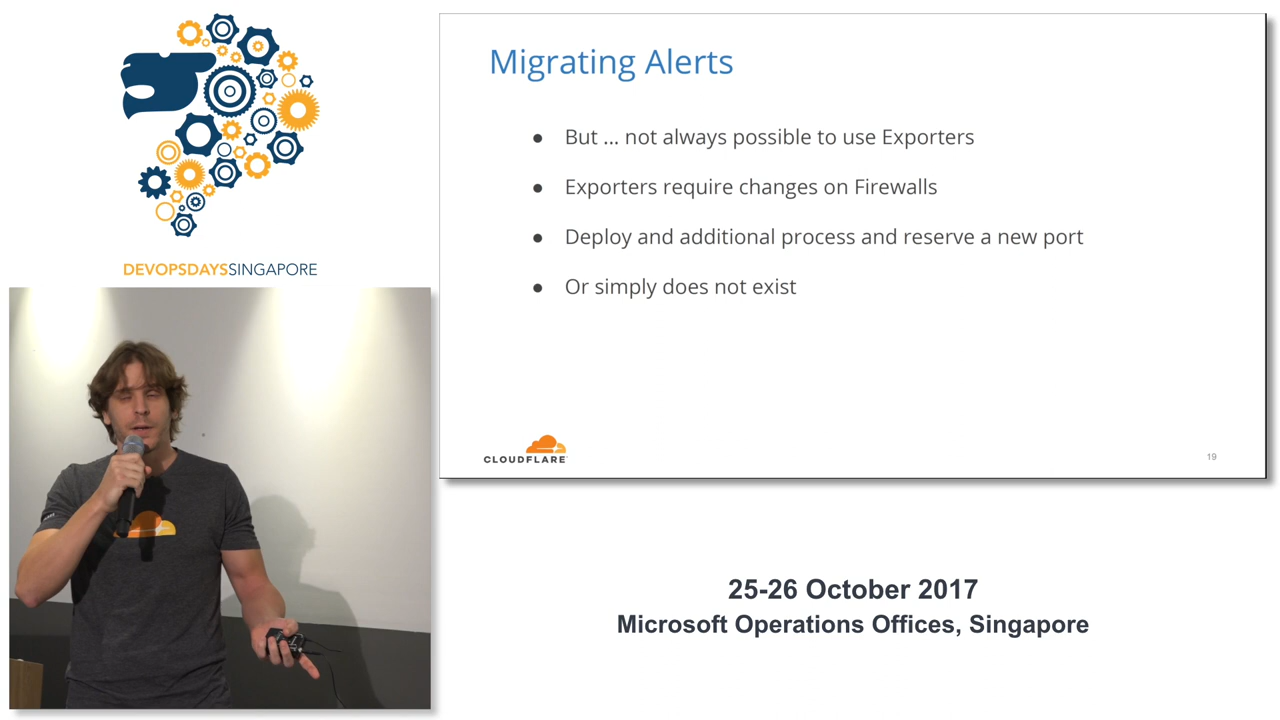 DEVOPSDAYSSINGAPORE
Migrating Alerts
● But ... not always possible to use Exporters
● Exporters require changes on Firewalls
● Deploy and additional process and reserve a new port
● Or simply does not exist
CLOUDFLARE
19
25-26 October 2017
Microsoft Operations Offices, Singapore